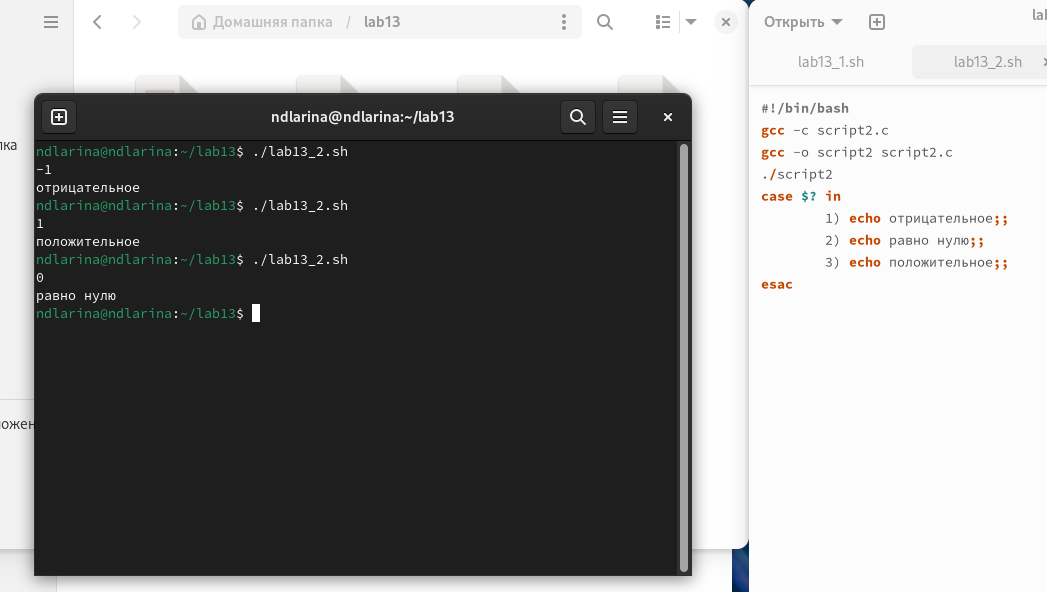 Домашняя папка / lab13
Открыть
lab13_1.sh
lab13_2.sh
ndlarina@ndlarina:~/lab13
ndlarina@ndlarina:~/lab13$ ./lab13_2.sh
-1
отрицательное
ndlarina@ndlarina:~/lab13$ ./lab13_2.sh
1
положительное
ndlarina@ndlarina:~/lab13$ ./lab13_2.sh
0
равно нулю
ndlarina@ndlarina:~/lab13$
#!/bin/bash
gcc -c script2.c
gcc -o script2 script2.c
./script2
case $? in
1) echo отрицательное;;
2) echo равно нулю;;
3) echo положительное;;
esac